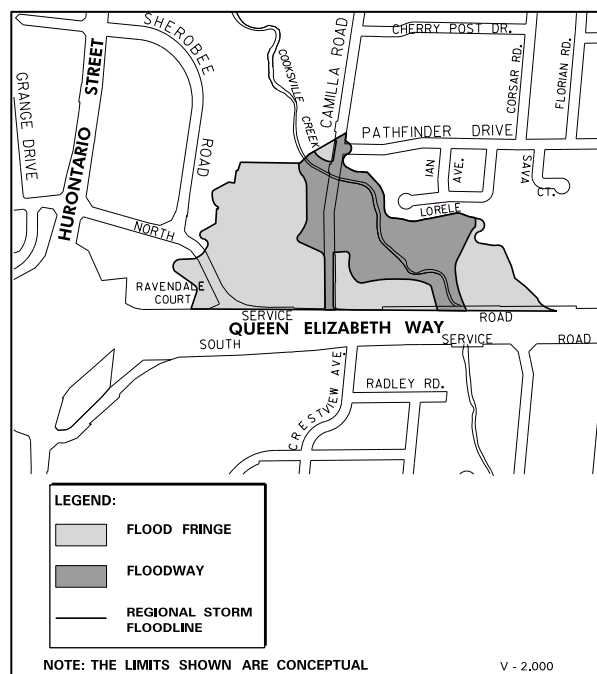 CHERRY POST DR.
SHEROBEE
ROAD
COOKSVILLE
CREEK
CAMILLA ROAD
CORSAR RD.
FLORIAN RD.
GRANGE DRIVE
HURONTARIO STREET
PATHFINDER DRIVE
IAN
AVE.
SAVA
CT.
LORELE
NORTH
RAVENDALE
COURT
SERVICE
ROAD
QUEEN ELIZABETH WAY
SOUTH
SERVICE
ROAD
CRESTVIEW AVE.
RADLEY RD.
LEGEND:
FLOOD FRINGE
FLOODWAY
REGIONAL STORM
FLOODLINE
NOTE: THE LIMITS SHOWN ARE CONCEPTUAL
V - 2.000